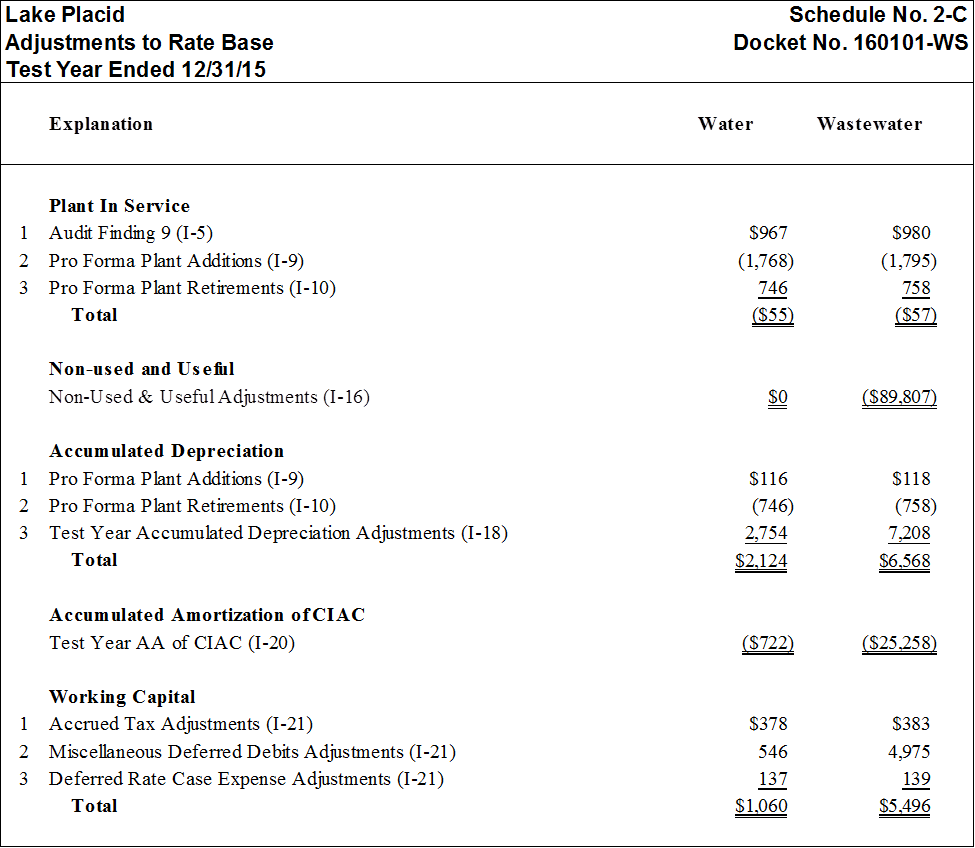 Lake Placid Schedule No. 2-C
Adjustments to Rate Base Docket No. 160101-WS
Test Year Ended 12/31/15
Explanation Water Wastewater
Plant In Service
1 Audit Finding 9 (I-5) $967 $980
2 Pro Forma Plant Additions (I-9) (1,768) (1,795)
3 Pro Forma Plant Retirements (I-10) 746 758
Total ($55) ($57)
Non-used and Useful
Non-Used & Useful Adjustments (I-16) $0 ($89,807)
Accumulated Depreciation
1 Pro Forma Plant Additions (I-9) $116 $118
2 Pro Forma Plant Retirements (I-10) (746) (758)
3 Test Year Accumulated Depreciation Adjustments (I-18) 2,754 7,208
Total $2,124 $6,568
Accumulated Amortization of CIAC
Test Year AA of CIAC (I-20) ($722) ($25,258)
Working Capital
1 Accrued Tax Adjustments (I-21) $378 $383
2 Miscellaneous Deferred Debits Adjustments (I-21) 546 4,975
3 Deferred Rate Case Expense Adjustments (I-21) 137 139
Total $1,060 $5,496